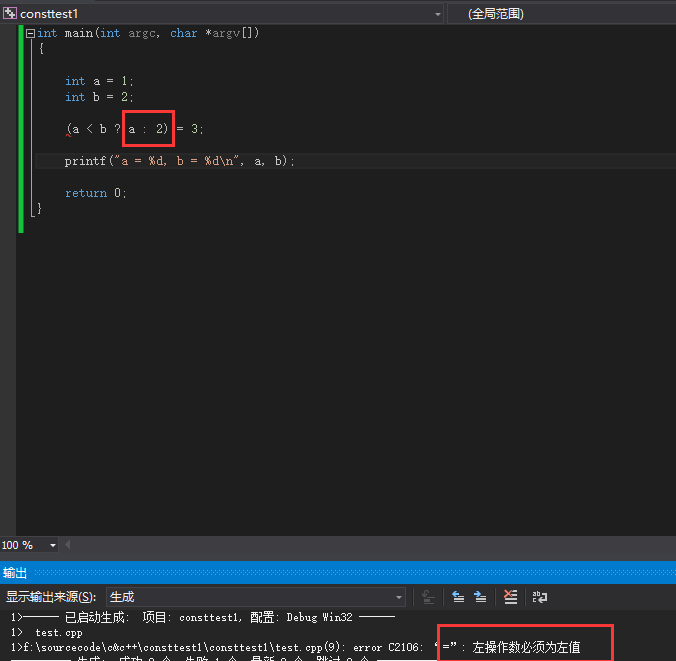 consttest1 (全局范围)
int main(int argc, char *argv[])
{
int a = 1;
int b = 2;
(a < b ? a : 2) = 3;
printf("a = %d, b = %d\n", a, b);
return 0;
}
100 %
输出
显示输出来源(S): 生成
1>------ 已启动生成: 项目: consttest1, 配置: Debug Win32 ------
1> test.cpp
1>f:\sourcecode\c&c++\consttest1\consttest1\test.cpp(9): error C2106: “=”: 左操作数必须为左值